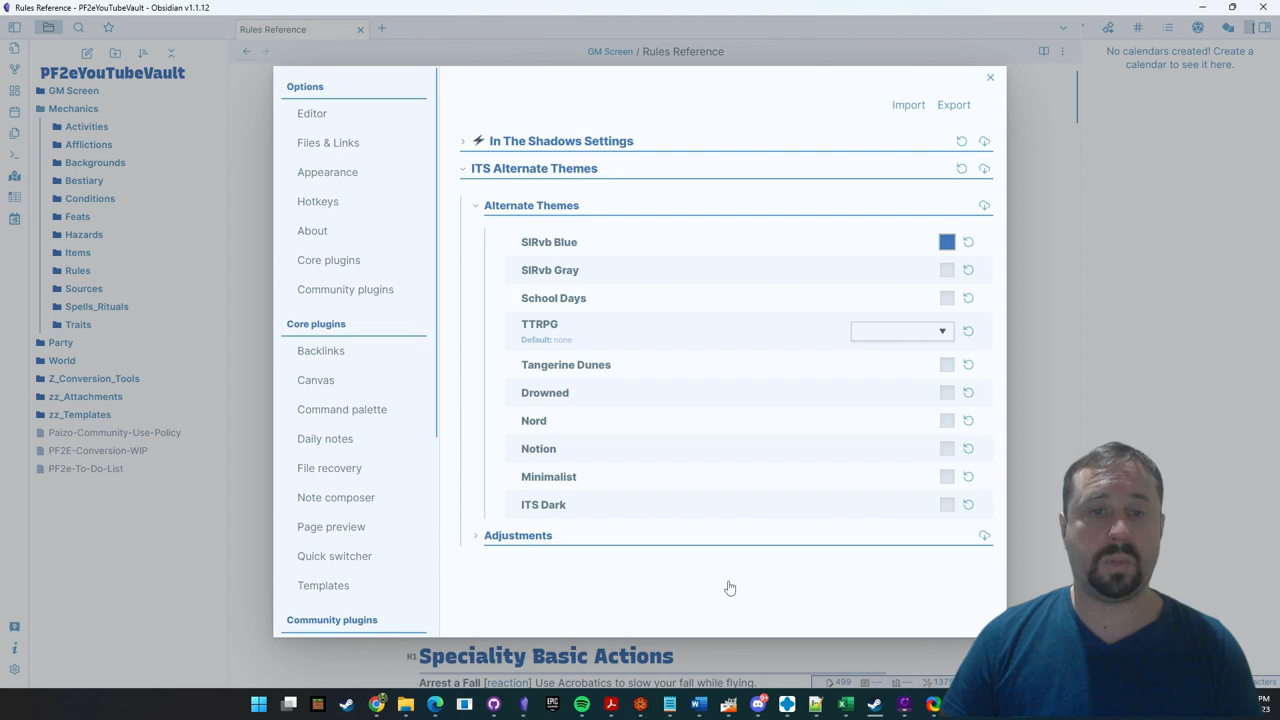 Rules Reference - PF2eYouTubeVault - Obsidian v1.1.12
Rules Reference
GM Screen / Rules Reference
No calendars created! Create a
calendar to see it here.
PF2eYouTubeVault
GM Screen
Mechanics
Activities
Afflictions
Backgrounds
Bestiary
Conditions
Feats
Hazards
Items
Rules
Sources
Spells_Rituals
Traits
Party
World
Z_Conversion_Tools
zz_Attachments
zz_Templates
Paizo-Community-Use-Policy
PF2E-Conversion-WIP
PF2e-To-Do-List
Options
Editor
Files & Links
Appearance
Hotkeys
About
Core plugins
Community plugins
Core plugins
Backlinks
Canvas
Command palette
Daily notes
File recovery
Note composer
Page preview
Quick switcher
Templates
Community plugins
Import Export
⚡ In The Shadows Settings
ITS Alternate Themes
Alternate Themes
SIRvb Blue
SIRvb Gray
School Days
TTRPG
Default: none
Tangerine Dunes
Drowned
Nord
Notion
Minimalist
ITS Dark
Adjustments
H1 Speciality Basic Actions
Arrest a Fall [reaction] Use Acrobatics to slow your fall while flying.
499